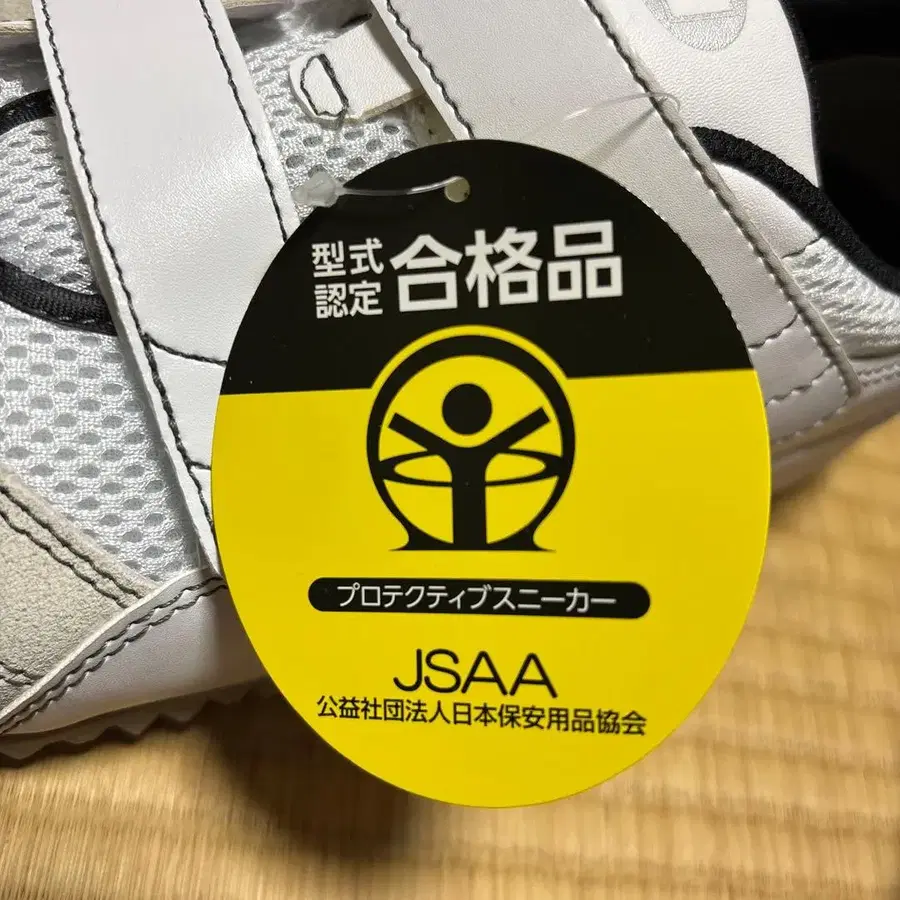 型式
認定
合格品
プロテクティブスニーカー
JSAA
公益社団法人日本保安用品協会